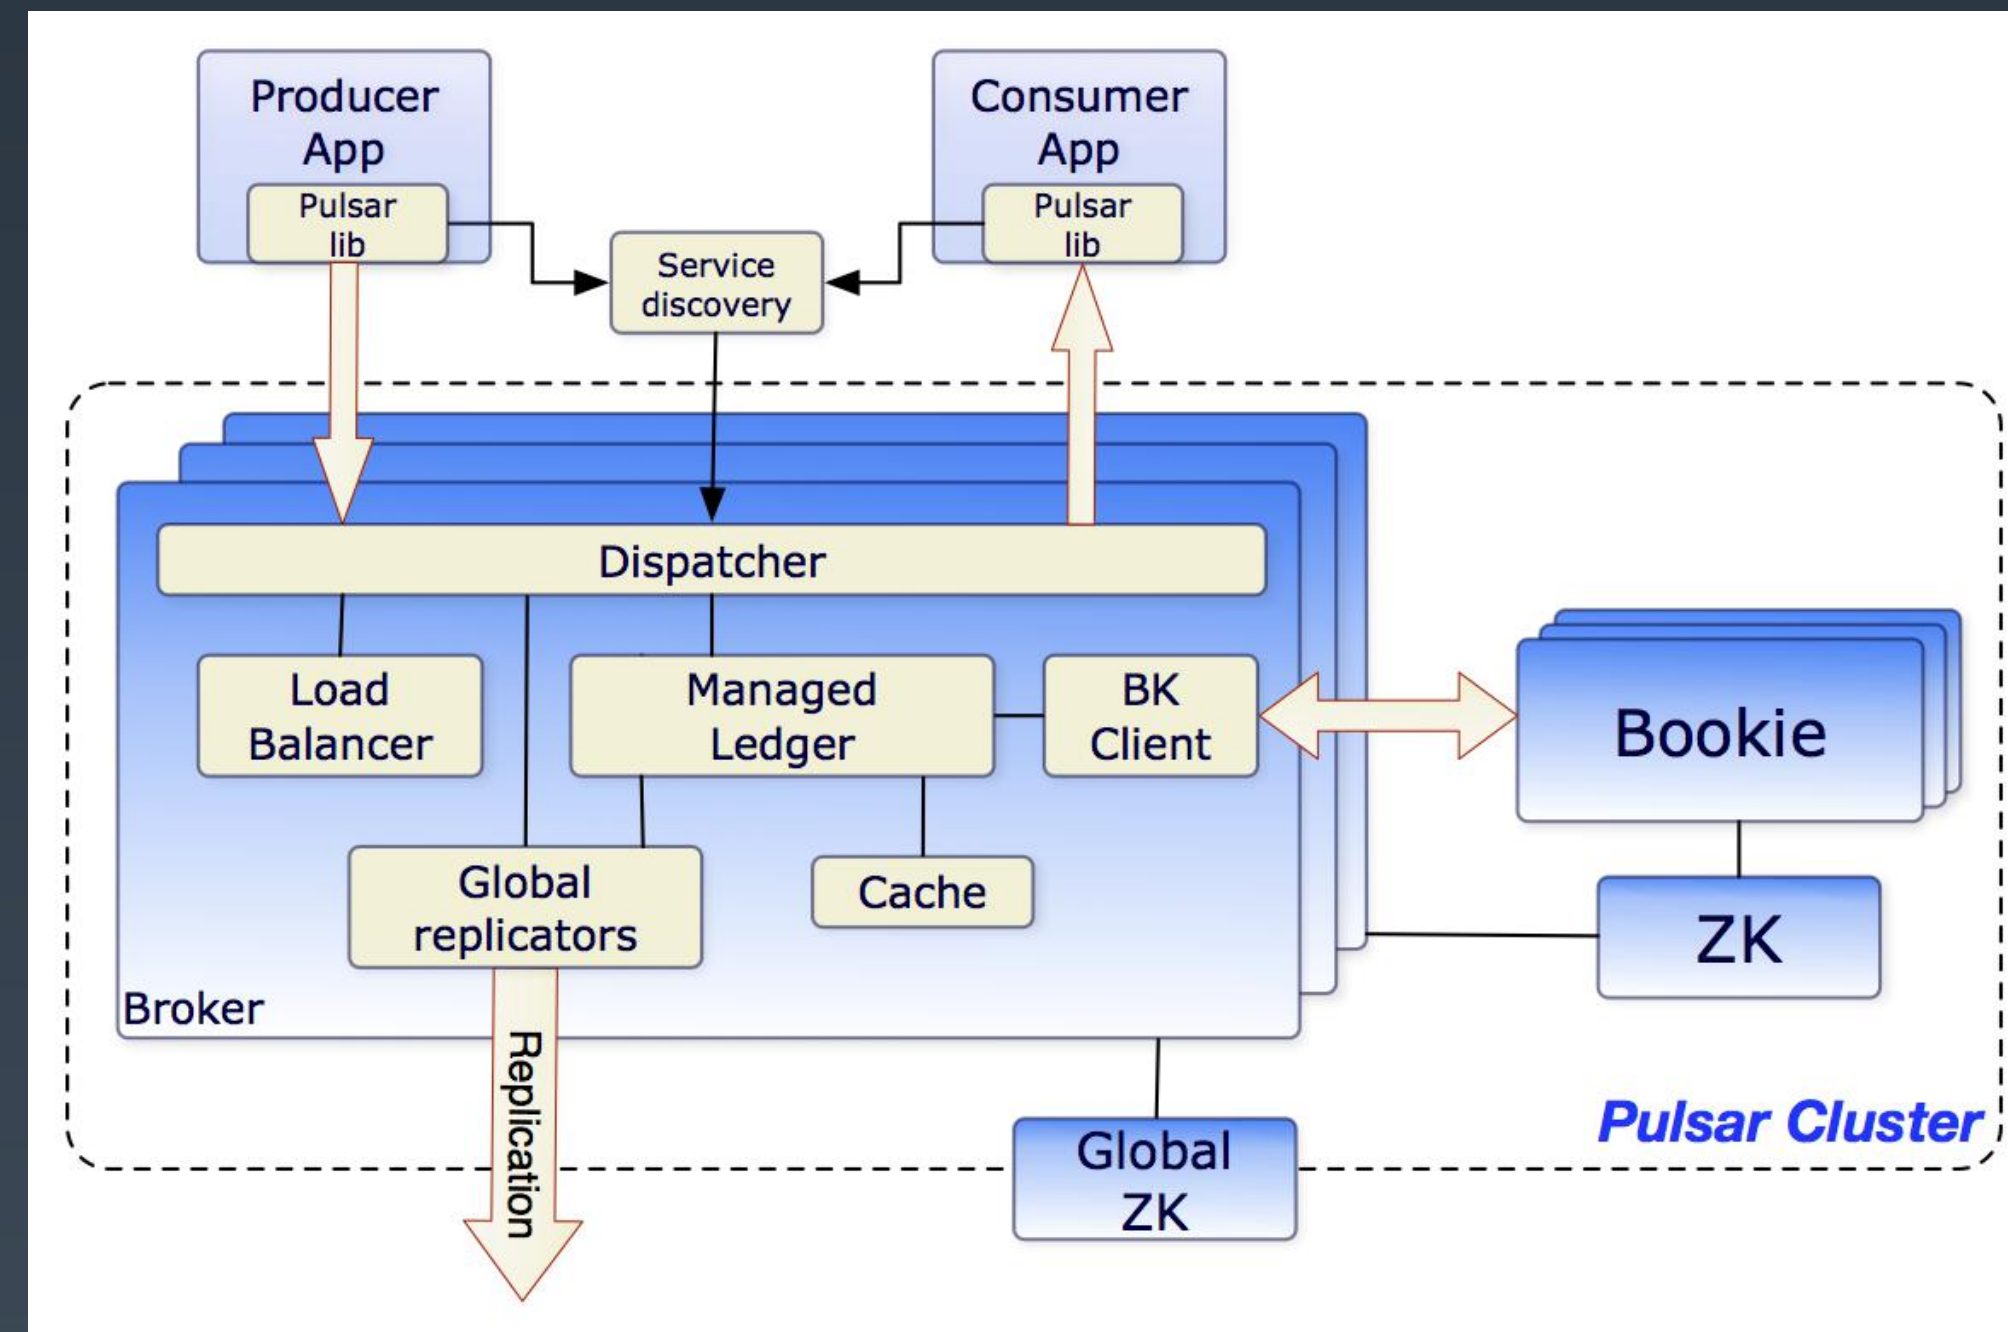 Producer
App
Pulsar
lib
Consumer
App
Pulsar
lib
Service
discovery
Dispatcher
Load
Balancer
Managed
Ledger
BK
Client
Bookie
Global
replicators
Cache
ZK
Broker
Replication
Pulsar Cluster
Global
ZK